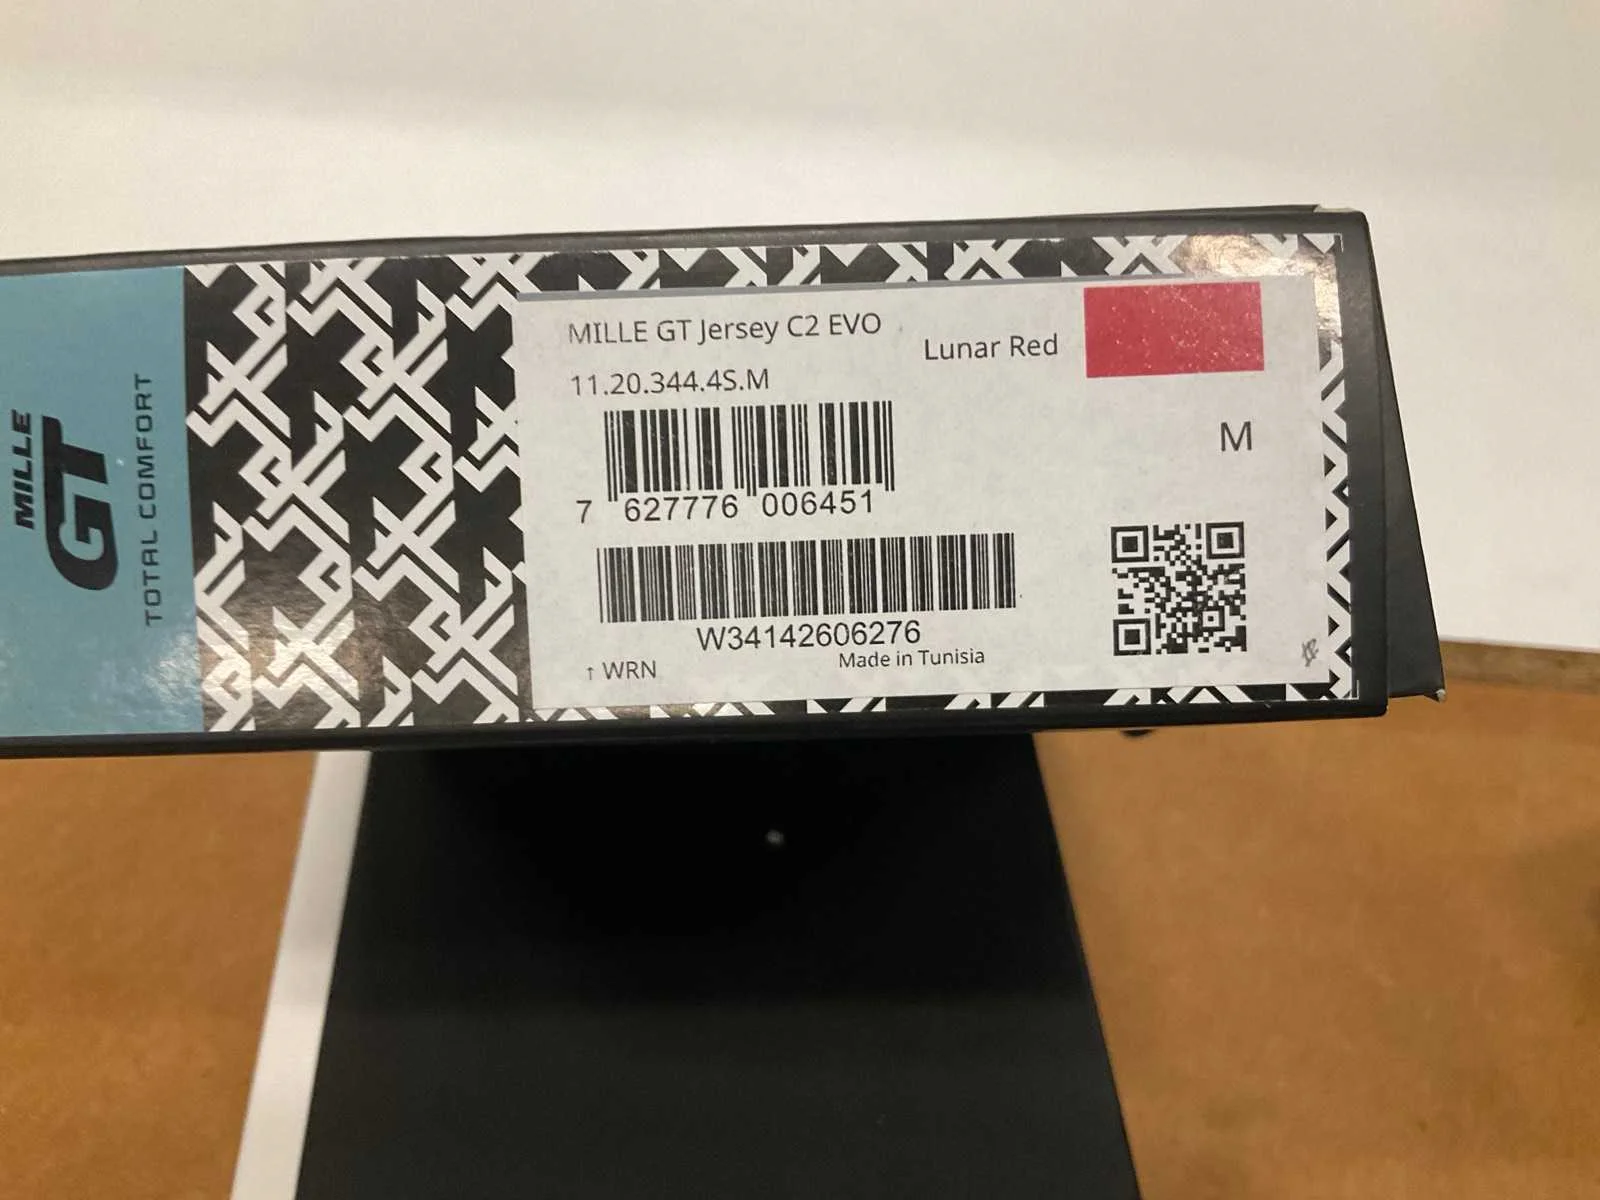 MILLE
GT
TOTAL COMFORT
MILLE GT Jersey C2 EVO
Lunar Red
11.20.344.4S.M
M
7 627776 006451
W34142606276
↑ WRN
Made in Tunisia